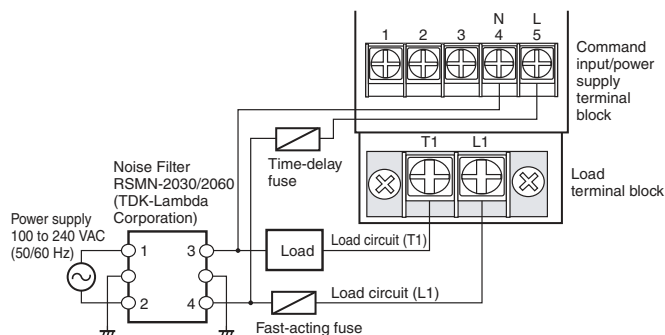 N L
1 2 3 4 5
Command
input/power
supply
terminal
block
T1 L1
Time-delay
fuse
Load
terminal block
Noise Filter
RSMN-2030/2060
(TDK-Lambda
Corporation)
Power supply
100 to 240 VAC
(50/60 Hz)
1 3
Load
Load circuit (T1)
2 4
Load circuit (L1)
Fast-acting fuse